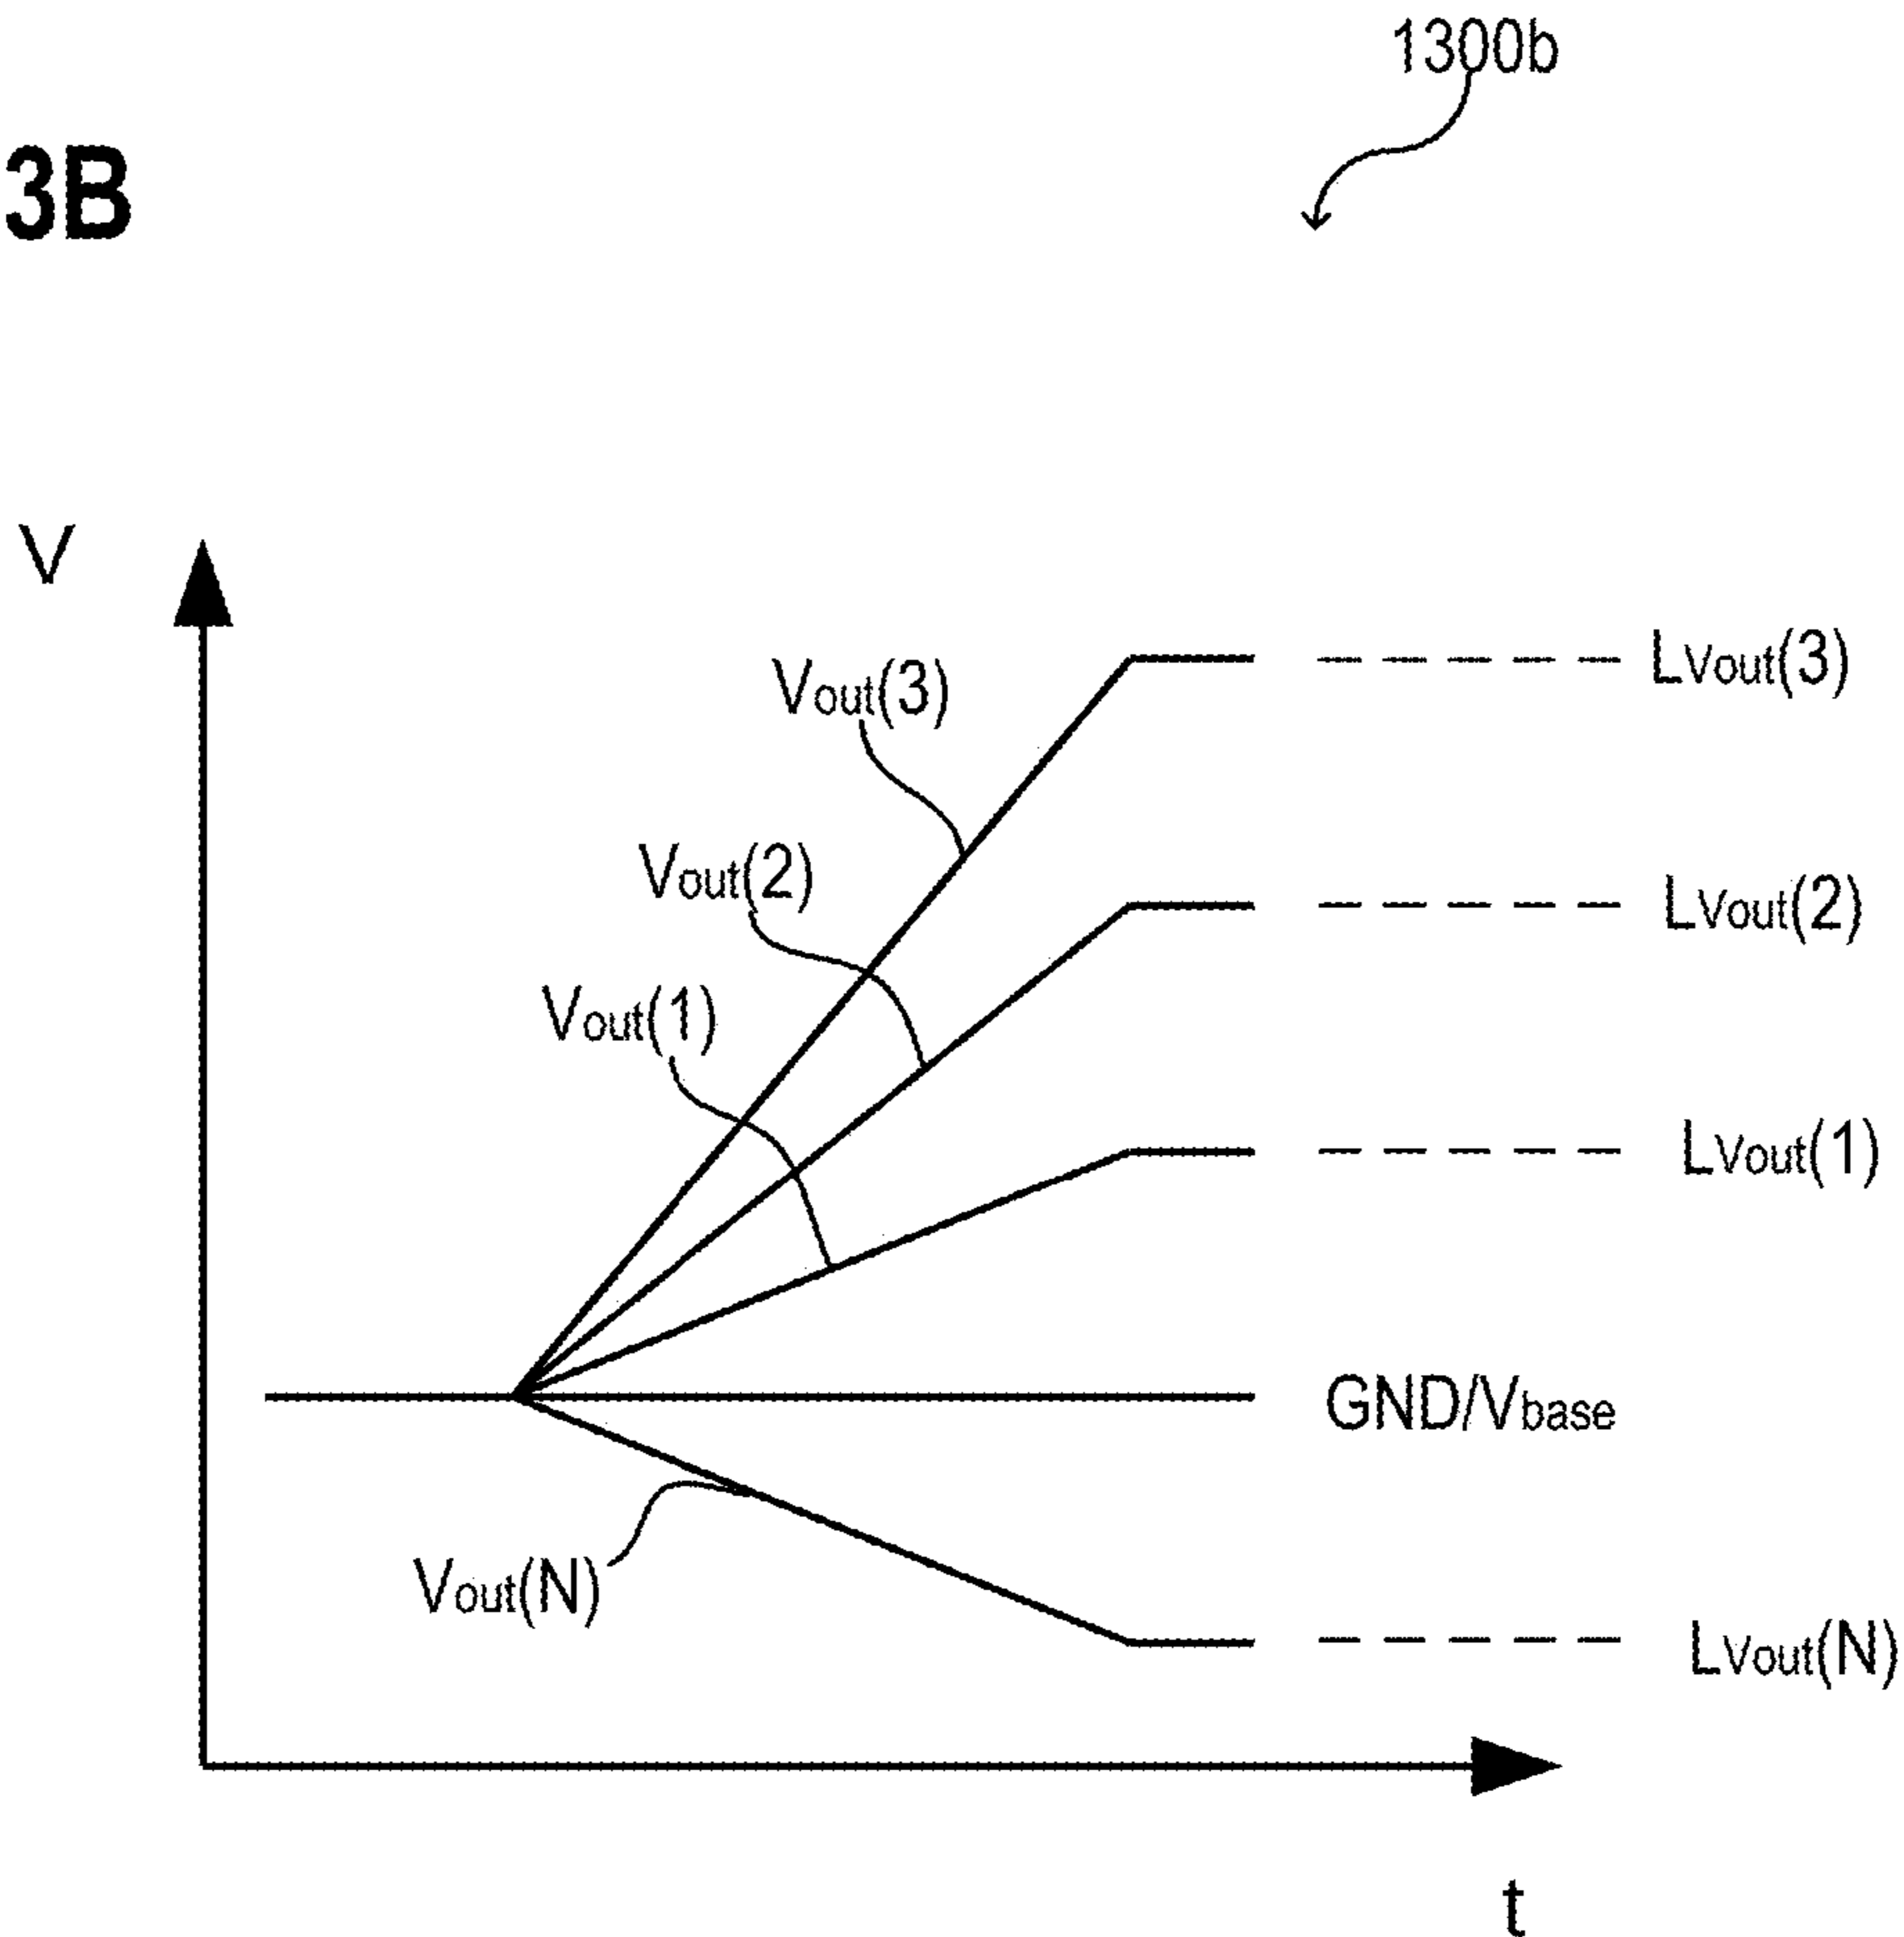 1300b
3B
V
Vout(3)
LVout(3)
Vout(2)
LVout(2)
Vout(1)
LVout(1)
GND/Vbase
Vout(N)
LVout(N)
t